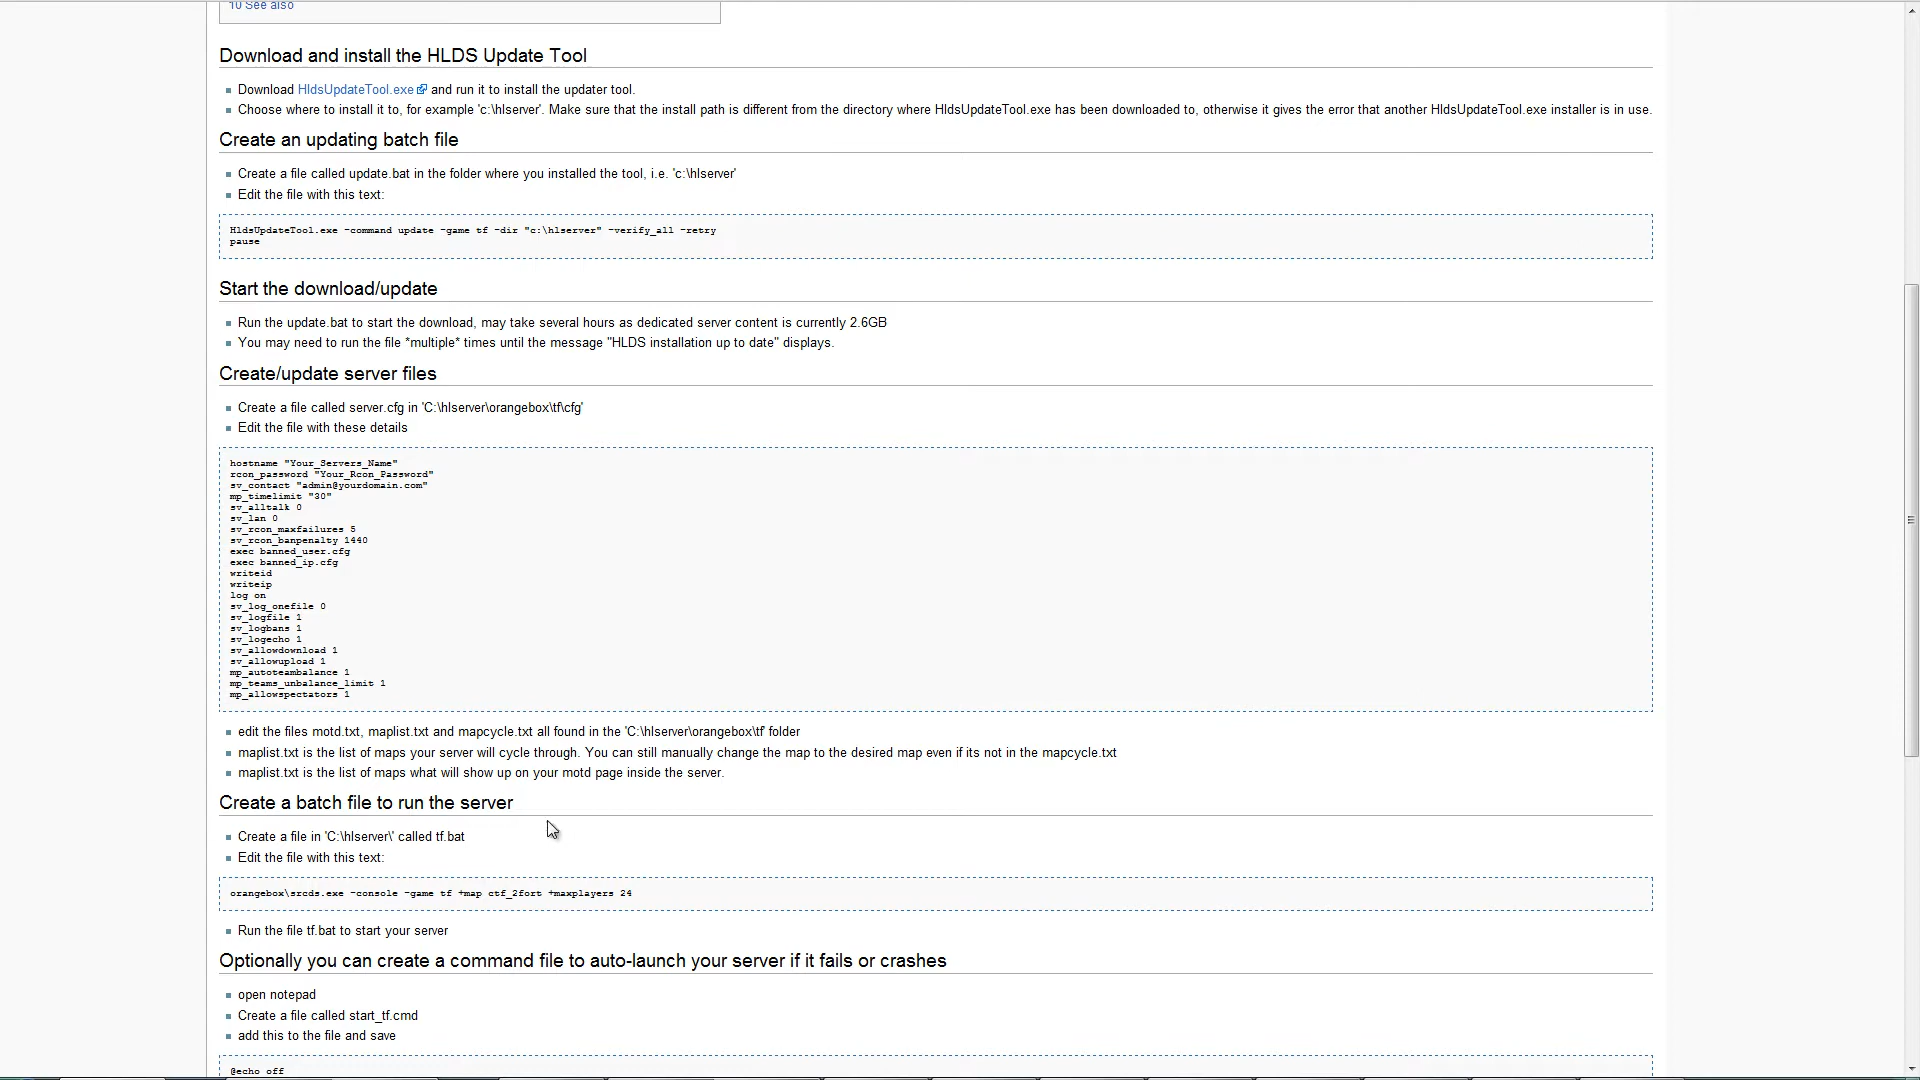 10 See also
Download and install the HLDS Update Tool
Download HldsUpdateTool.exe and run it to install the updater tool.
Choose where to install it to, for example 'c:\hlserver'. Make sure that the install path is different from the directory where HldsUpdateTool.exe has been downloaded to, otherwise it gives the error that another HldsUpdateTool.exe installer is in use.
Create an updating batch file
Create a file called update.bat in the folder where you installed the tool, i.e. 'c:\hlserver'
Edit the file with this text:
HldsUpdateTool.exe -command update -game tf -dir "c:\hlserver" -verify_all -retry
pause
Start the download/update
Run the update.bat to start the download, may take several hours as dedicated server content is currently 2.6GB
You may need to run the file *multiple* times until the message "HLDS installation up to date" displays.
Create/update server files
Create a file called server.cfg in 'C:\hlserver\orangebox\tf\cfg'
Edit the file with these details
hostname "Your_Servers_Name"
rcon_password "Your_Rcon_Password"
sv_contact "admin@yourdomain.com"
mp_timelimit "30"
sv_alltalk 0
sv_lan 0
sv_rcon_maxfailures 5
sv_rcon_banpenalty 1440
exec banned_user.cfg
exec banned_ip.cfg
writeid
writeip
log on
sv_log_onefile 0
sv_logfile 1
sv_logbans 1
sv_logecho 1
sv_allowdownload 1
sv_allowupload 1
mp_autoteambalance 1
mp_teams_unbalance_limit 1
mp_allowspectators 1
edit the files motd.txt, maplist.txt and mapcycle.txt all found in the 'C:\hlserver\orangebox\tf' folder
maplist.txt is the list of maps your server will cycle through. You can still manually change the map to the desired map even if its not in the mapcycle.txt
maplist.txt is the list of maps what will show up on your motd page inside the server.
Create a batch file to run the server
Create a file in 'C:\hlserver\' called tf.bat
Edit the file with this text:
orangebox\srcds.exe -console -game tf +map ctf_2fort +maxplayers 24
Run the file tf.bat to start your server
Optionally you can create a command file to auto-launch your server if it fails or crashes
open notepad
Create a file called start_tf.cmd
add this to the file and save
@echo off